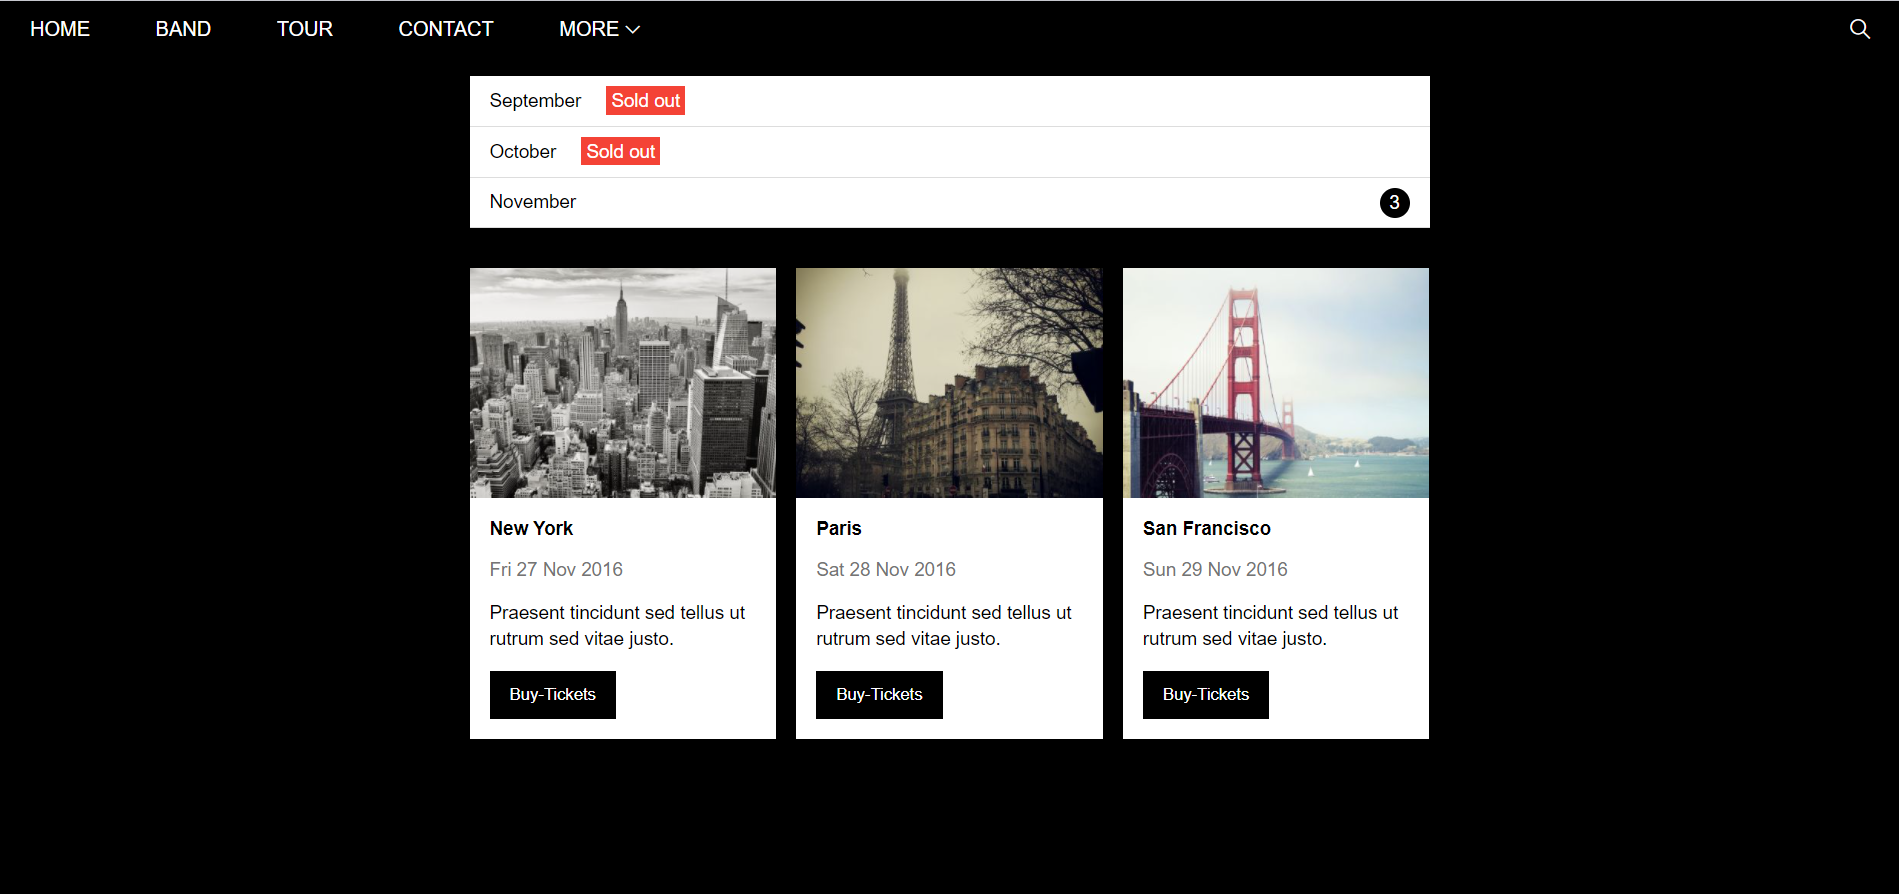 HOME BAND TOUR CONTACT MORE
September Sold out
October Sold out
November 3
New York
Fri 27 Nov 2016
Praesent tincidunt sed tellus ut
rutrum sed vitae justo.
Buy-Tickets
Paris
Sat 28 Nov 2016
Praesent tincidunt sed tellus ut
rutrum sed vitae justo.
Buy-Tickets
San Francisco
Sun 29 Nov 2016
Praesent tincidunt sed tellus ut
rutrum sed vitae justo.
Buy-Tickets